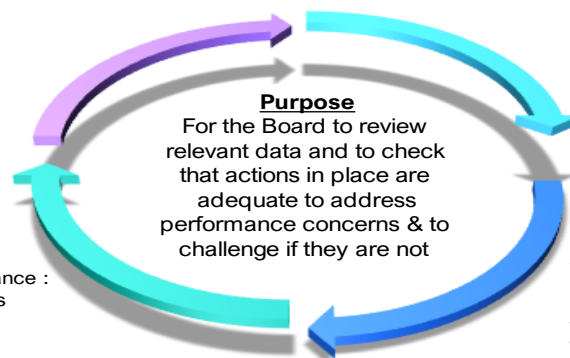 Purpose
For the Board to review
relevant data and to check
that actions in place are
adequate to address
performance concerns & to
challenge if they are not
ance :
s